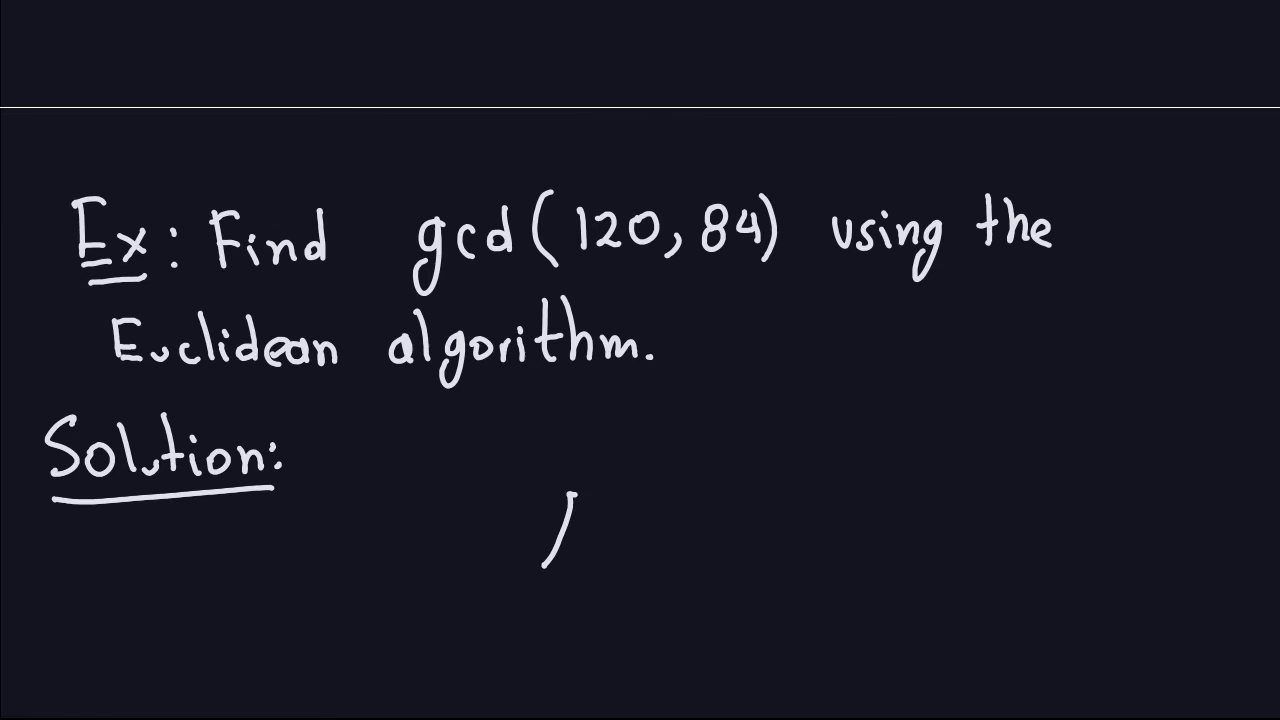 Ex: Find gcd(120, 84) using the
Euclidean algorithm.
Solution: